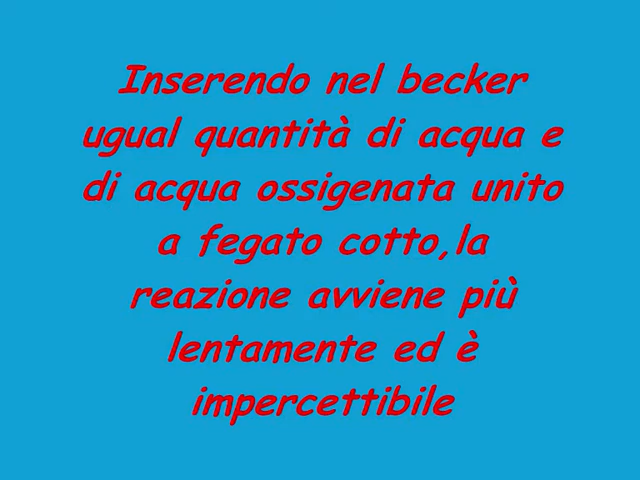 Inserendo nel becker
ugual quantità di acqua e
di acqua ossigenata unito
a fegato cotto,la
reazione avviene più
lentamente ed è
impercettibile